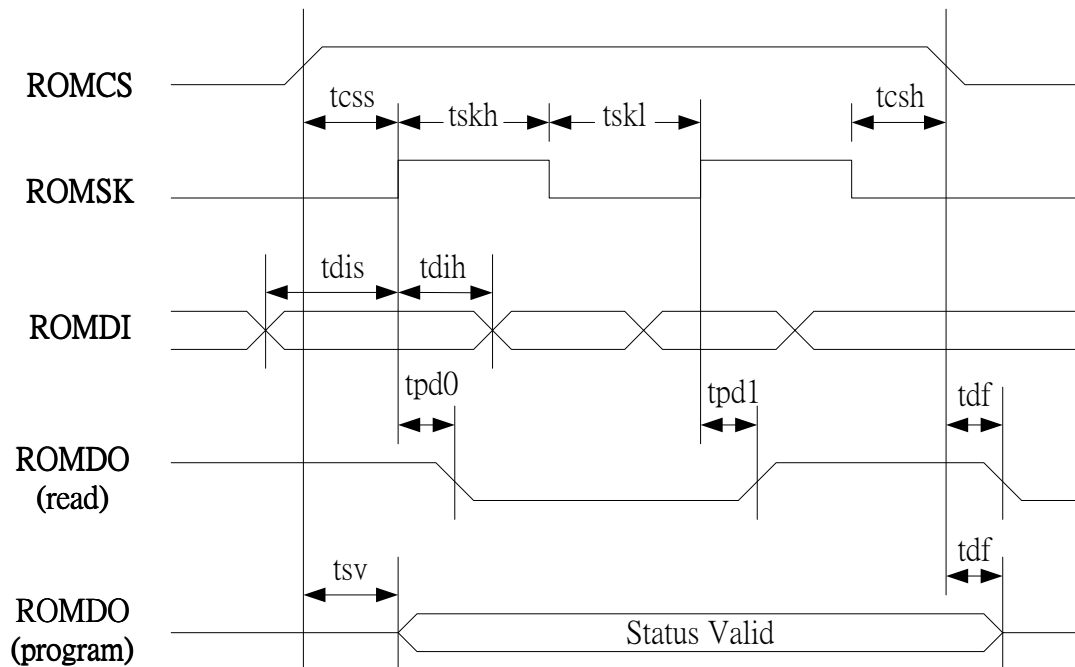 ROMCS
tcss
tskh
tskl
tcsh
ROMSK
tdis
tdih
ROMDI
tpd0
tpd1
tdf
ROMDO
(read)
tdf
tsv
ROMDO
(program)
Status Valid